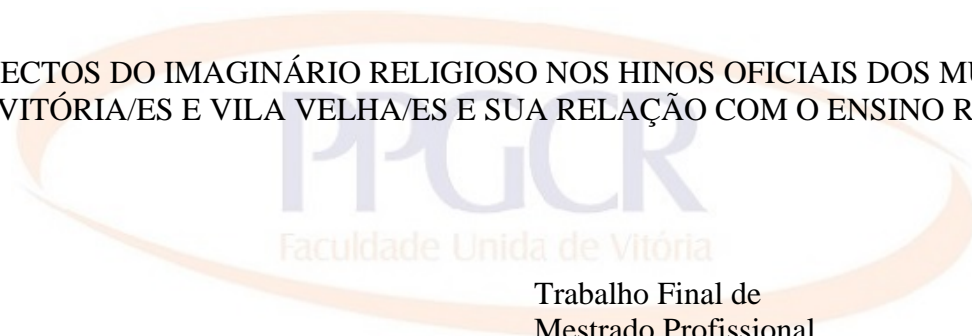 ECTOS DO IMAGINÁRIO RELIGIOSO NOS HINOS OFICIAIS DOS
VITÓRIA/ES E VILA VELHA/ES E SUA RELAÇÃO COM O ENSINO
PPGCR
Faculdade Unida de Vitória
Trabalho Final de
Mestrado Profissional